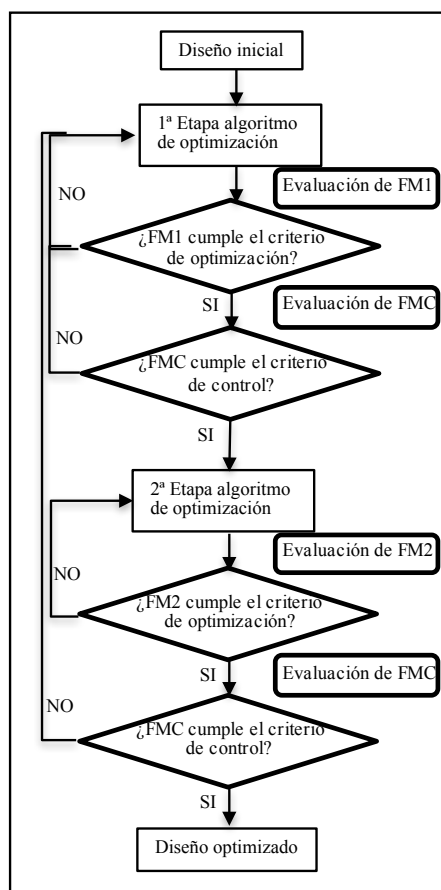 Diseño inicial
1ª Etapa algoritmo
de optimización
Evaluación de FM1
NO
¿FM1 cumple el criterio
de optimización?
SI
Evaluación de FMC
NO
¿FMC cumple el criterio
de control?
SI
2ª Etapa algoritmo
de optimización
Evaluación de FM2
NO
¿FM2 cumple el criterio
de optimización?
SI
Evaluación de FMC
NO
¿FMC cumple el criterio
de control?
SI
Diseño optimizado